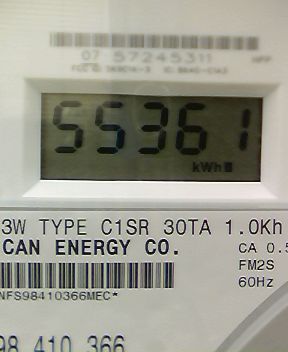 07 57245311
55361
kWh
3W TYPE C1SR 30TA 1.0Kh
CAN ENERGY CO.
CA 0.5
FM2S
60Hz
NFS98410366MEC*
98 410 366